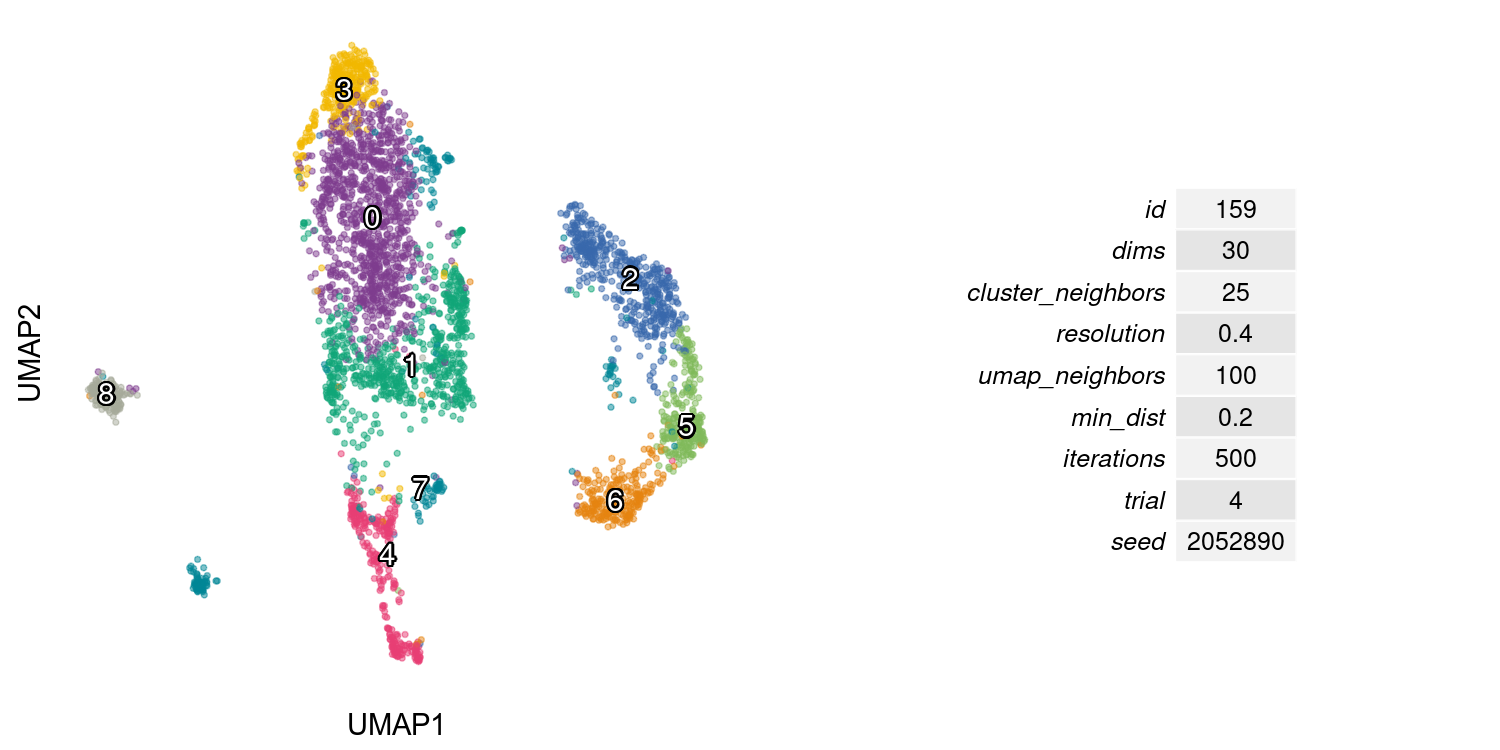 3
0
2
1
8
5
7
6
4
UMAP2
UMAP1
id 159
dims 30
cluster_neighbors 25
resolution 0.4
umap_neighbors 100
min_dist 0.2
iterations 500
trial 4
seed 2052890